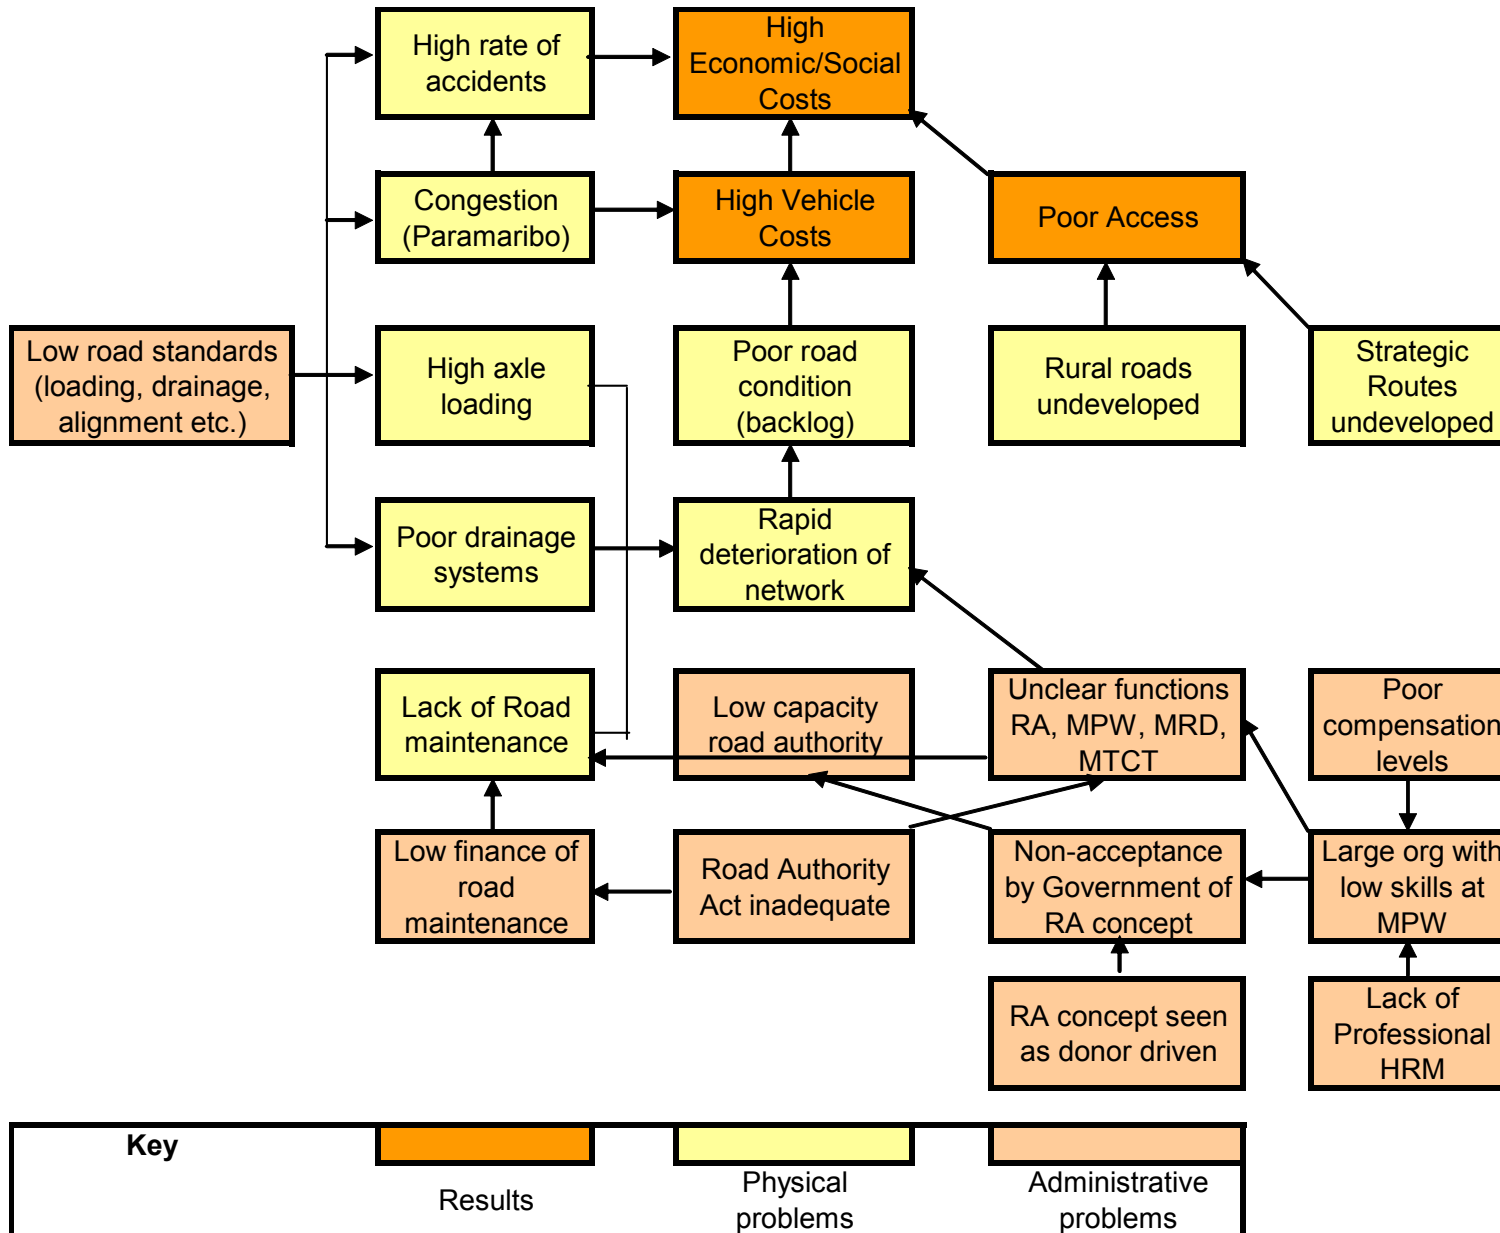 High rate of
accidents
High
Economic/Social
Costs
Congestion
(Paramaribo)
High Vehicle
Costs
Poor Access
Low road standards
(loading, drainage,
alignment etc.)
High axle
loading
Poor road
condition
(backlog)
Rural roads
undeveloped
Strategic
Routes
undeveloped
Poor drainage
systems
Rapid
deterioration of
network
Lack of Road
maintenance
Low capacity
road authority
Unclear functions
RA, MPW, MRD,
MTCT
Poor
compensation
levels
Low finance of
road
maintenance
Road Authority
Act inadequate
Non-acceptance
by Government of
RA concept
Large org with
low skills at
MPW
RA concept seen
as donor driven
Lack of
Professional
HRM
Key
Results
Physical
problems
Administrative
problems